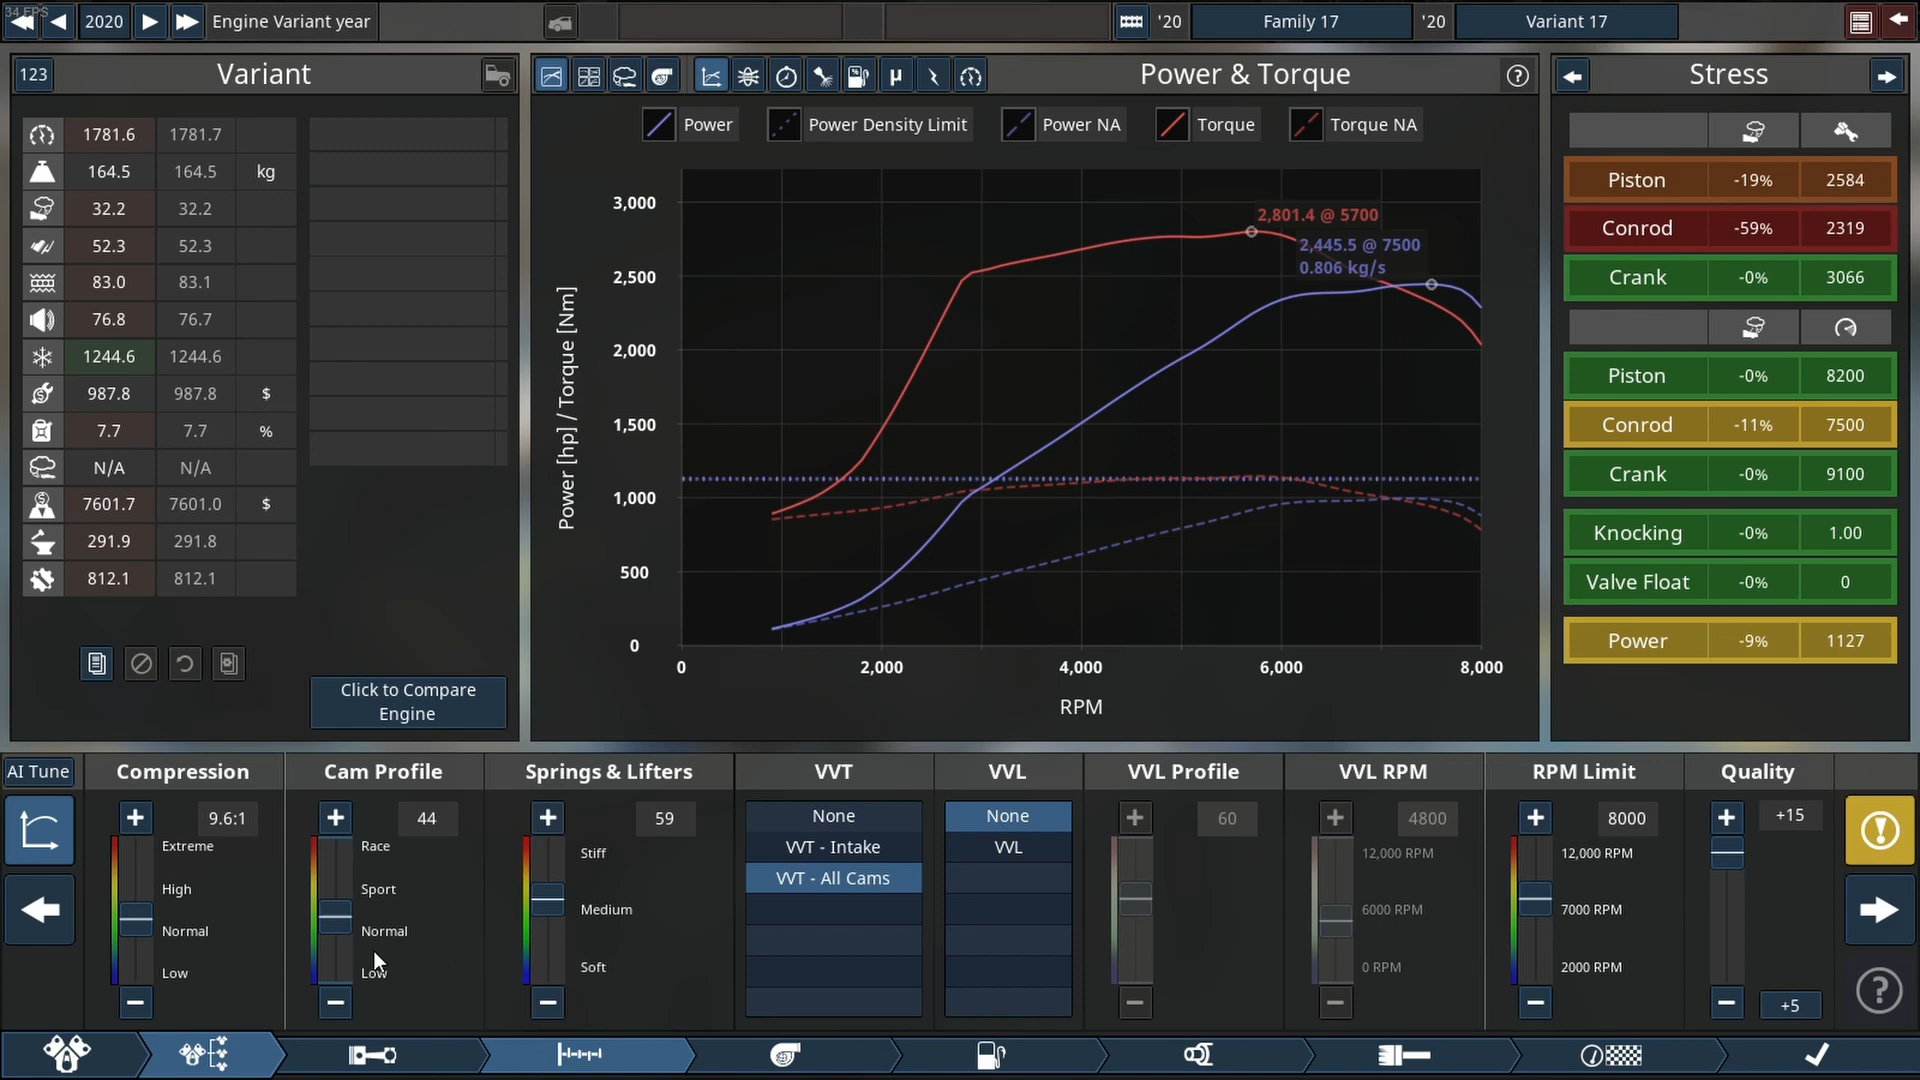 34 FPS
2020
Engine Variant year
'20
Family 17
'20
Variant 17
123
Variant
1781.6 1781.7
164.5 164.5 kg
32.2 32.2
52.3 52.3
83.0 83.1
76.8 76.7
1244.6 1244.6
987.8 987.8 $
7.7 7.7 %
N/A N/A
7601.7 7601.0 $
291.9 291.8
812.1 812.1
Click to Compare
Engine
Power & Torque
Power
Power Density Limit
Power NA
Torque
Torque NA
Power [hp] / Torque [Nm]
3,000
2,500
2,000
1,500
1,000
500
0
2,801.4 @ 5700
2,445.5 @ 7500
0.806 kg/s
0 2,000 4,000 6,000 8,000
RPM
Stress
Piston -19% 2584
Conrod -59% 2319
Crank -0% 3066
Piston -0% 8200
Conrod -11% 7500
Crank -0% 9100
Knocking -0% 1.00
Valve Float -0% 0
Power -9% 1127
AI Tune
Compression
9.6:1
Extreme
High
Normal
Low
Cam Profile
44
Race
Sport
Normal
Low
Springs & Lifters
59
Stiff
Medium
Soft
VVT
None
VVT - Intake
VVT - All Cams
VVL
None
VVL
VVL Profile
60
VVL RPM
4800
12,000 RPM
6000 RPM
0 RPM
RPM Limit
8000
12,000 RPM
7000 RPM
2000 RPM
Quality
+15
+5